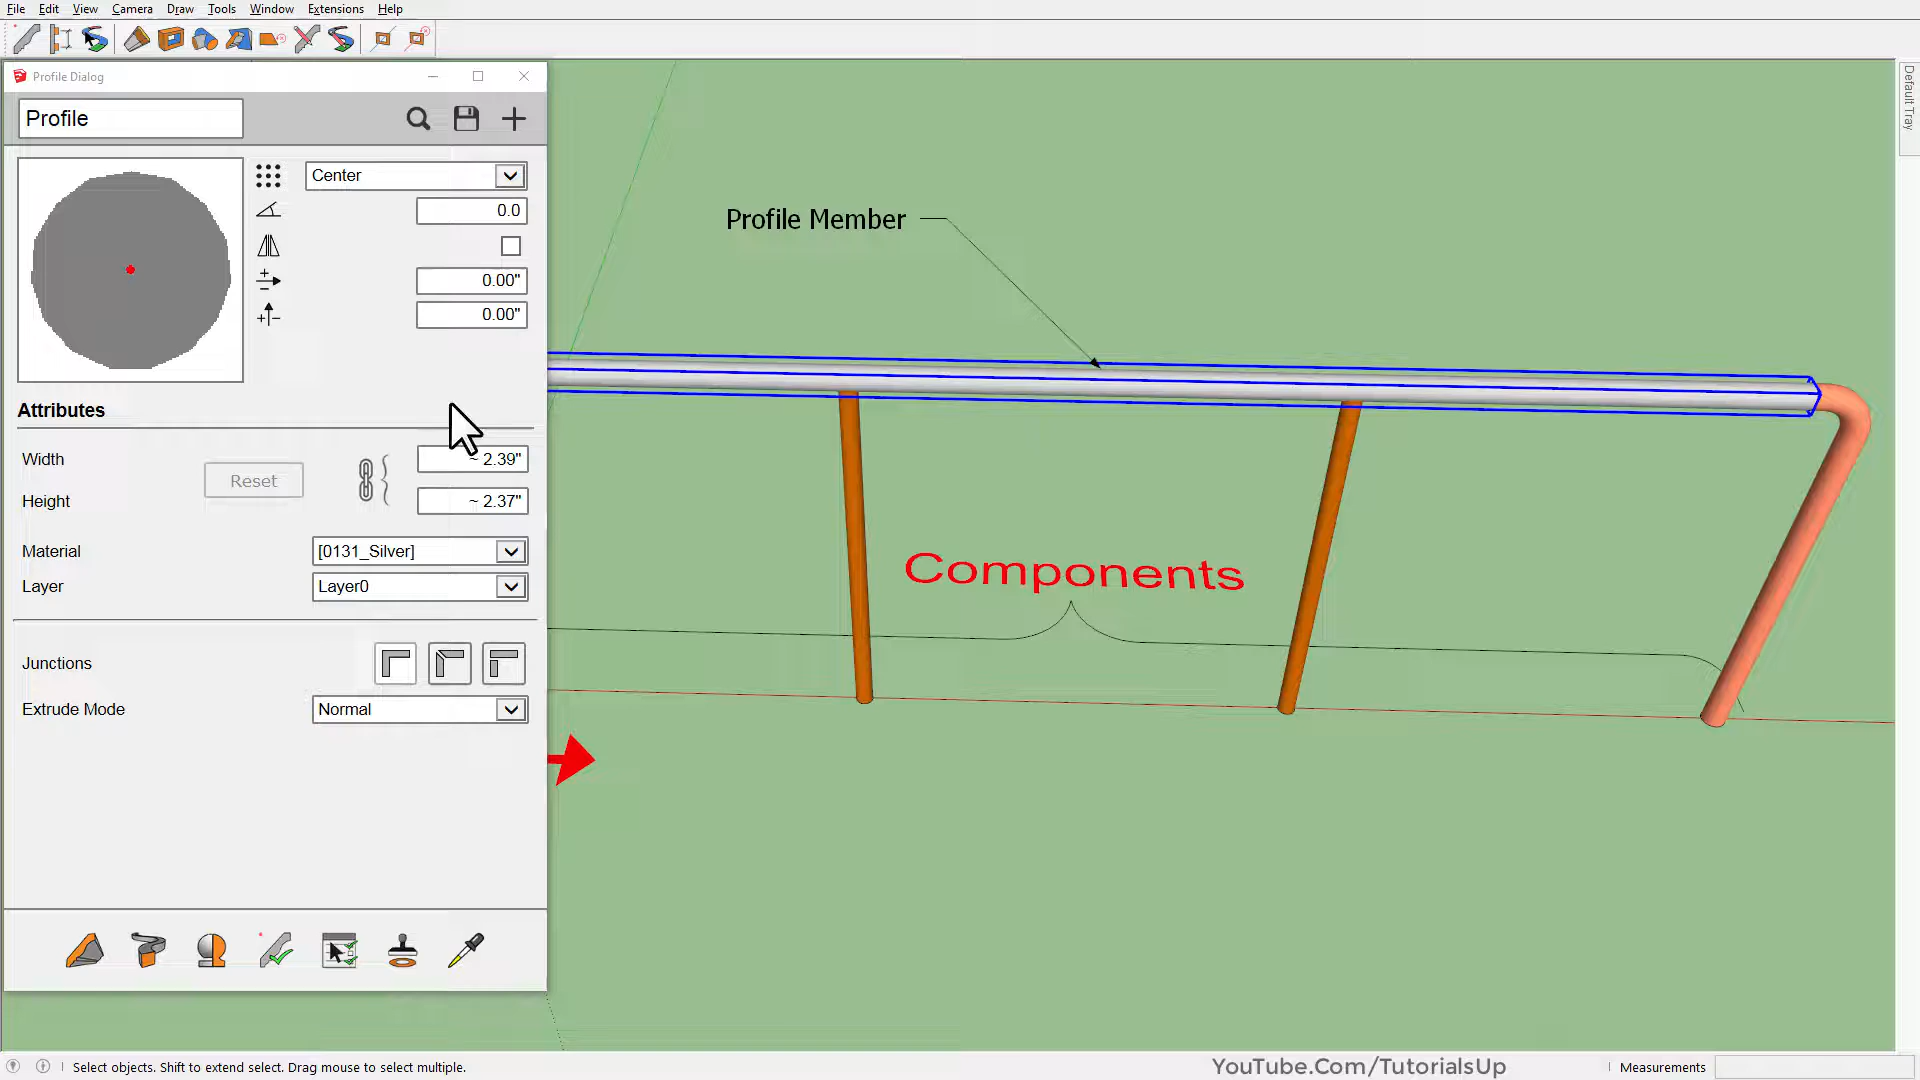 File Edit View Camera Draw Tools Window Extensions Help
Profile Dialog
Default Tray
Profile
Center
0.0
0.00"
0.00"
Profile Member
Attributes
Width
~ 2.39"
Reset
Height
~ 2.37"
Material
[0131_Silver]
Layer
Layer0
Components
Junctions
Extrude Mode
Normal
Select objects. Shift to extend select. Drag mouse to select multiple.
YouTube.Com/TutorialsUp
Measurements